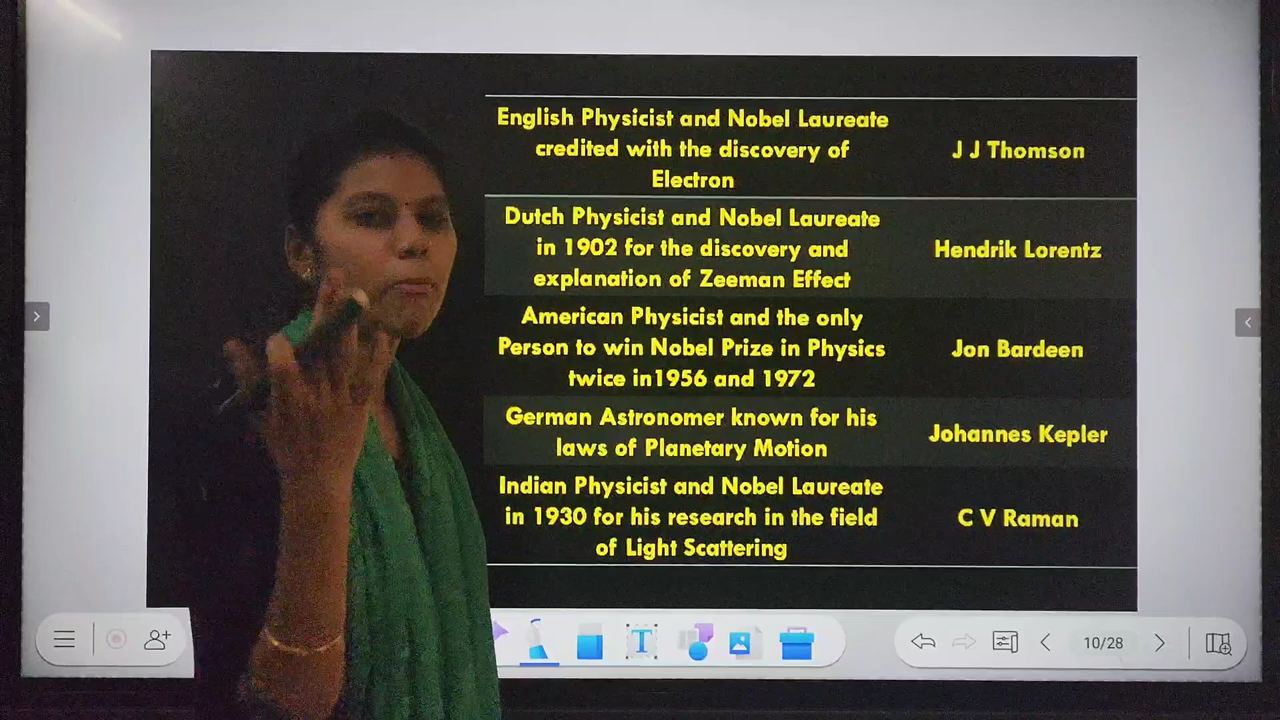 English Physicist and Nobel Laureate
credited with the discovery of
Electron
J J Thomson
Dutch Physicist and Nobel Laureate
in 1902 for the discovery and
explanation of Zeeman Effect
Hendrik Lorentz
American Physicist and the only
Person to win Nobel Prize in Physics
twice in1956 and 1972
Jon Bardeen
German Astronomer known for his
laws of Planetary Motion
Johannes Kepler
Indian Physicist and Nobel Laureate
in 1930 for his research in the field
of Light Scattering
C V Raman
T
10/28